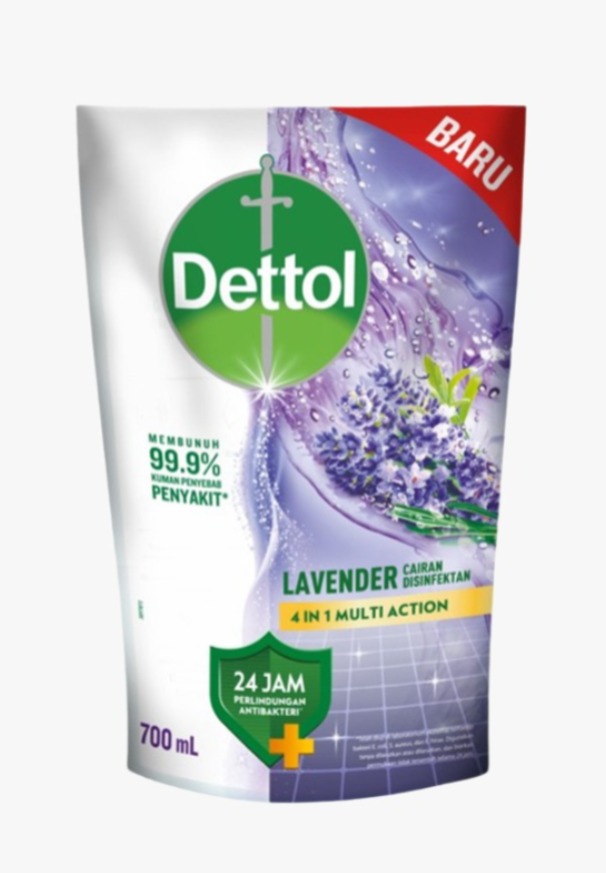 BARU
Dettol
MEMBUNUH
99.9%
KUMAN PENYEBAB
PENYAKIT*
LAVENDER CAIRAN
DISINFEKTAN
4 IN 1 MULTI ACTION
24 JAM
PERLINDUNGAN
ANTIBAKTERI
700 mL